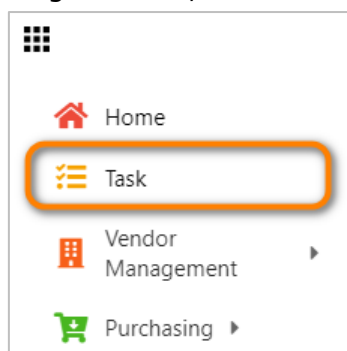 Home
Task
Vendor
Management
Purchasing